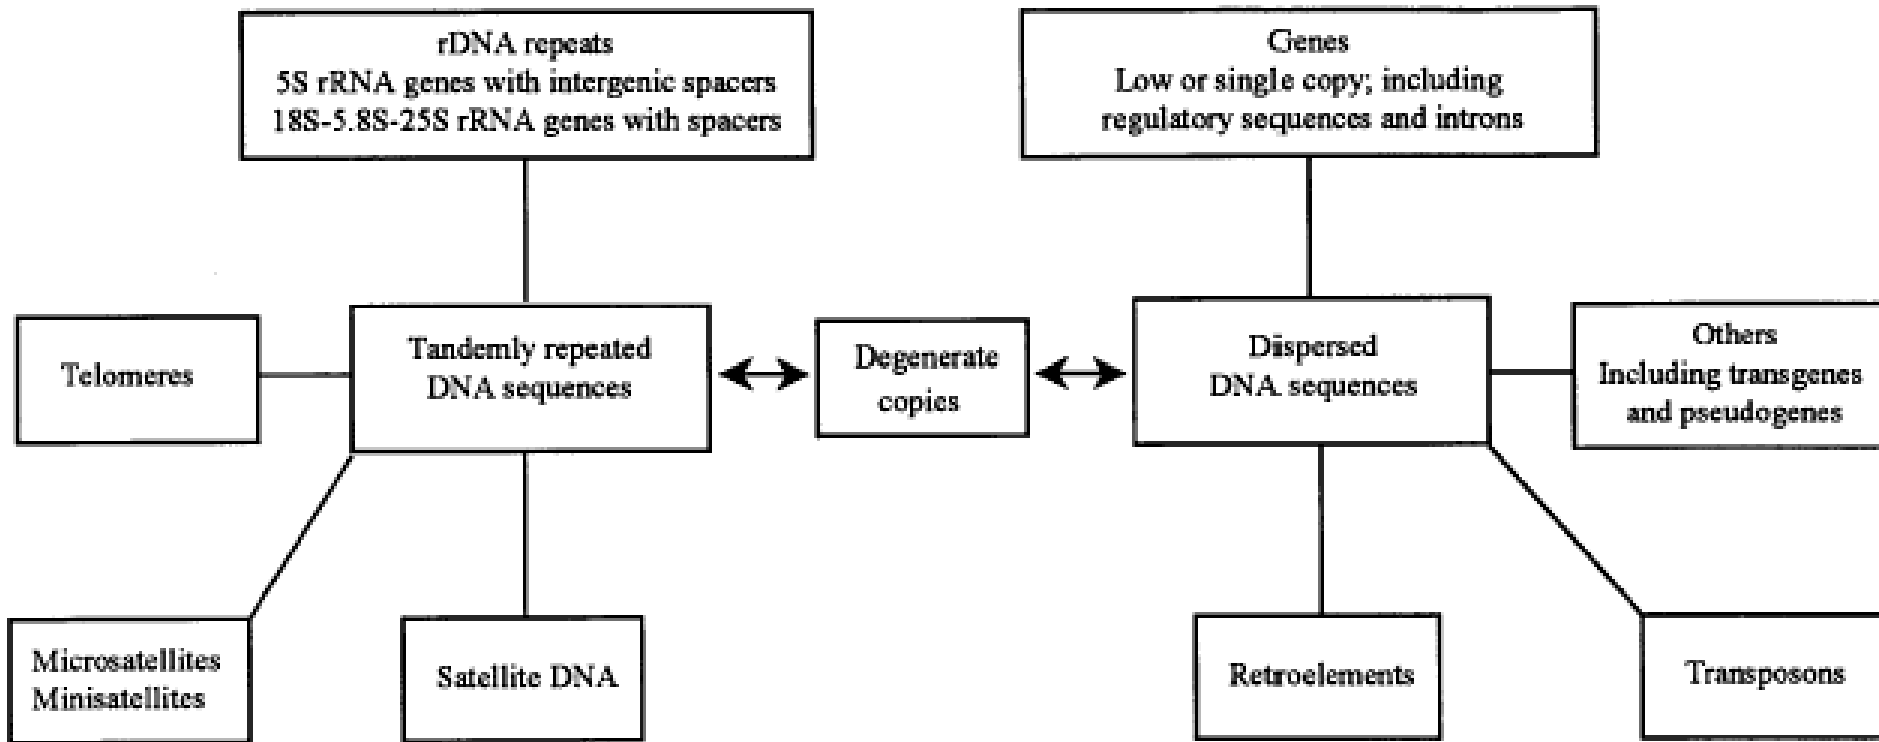 rDNA repeats
5S rRNA genes with intergenic spacers
18S-5.8S-25S rRNA genes with spacers
Genes
Low or single copy; including
regulatory sequences and introns
Telomeres
Tandemly repeated
DNA sequences
Degenerate
copies
Diispersed
DNA sequences
Others
Including transgenes
and pseudogenes
Microsatellites
Minisatellites
Satellite DNA
Retroelements
Transposons